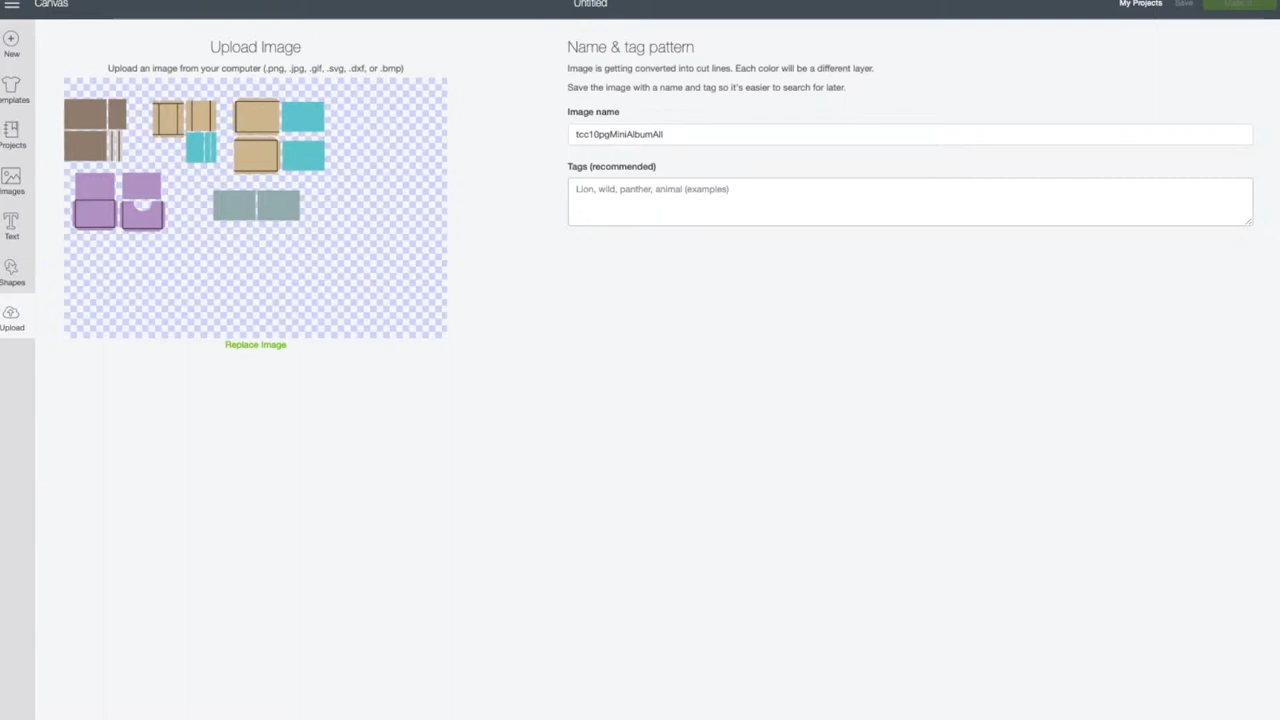 Canvas
Untitled
My Projects
Save
Make It
New
Templates
Projects
Images
Text
Shapes
Upload
Upload Image
Upload an image from your computer (.png, .jpg, .gif, .svg, .dxf, or .bmp)
Replace Image
Name & tag pattern
Image is getting converted into cut lines. Each color will be a different layer.
Save the image with a name and tag so it's easier to search for later.
Image name
tcc10pgMiniAlbumAll
Tags (recommended)
Lion, wild, panther, animal (examples)